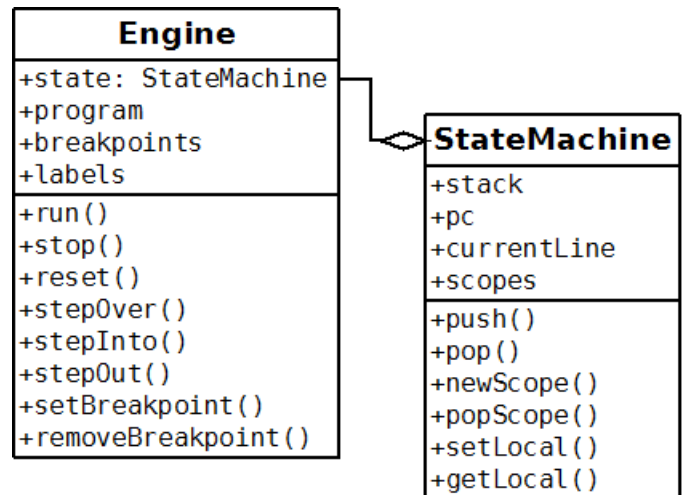 Engine
+state: StateMachine
+program
+breakpoints
+labels
+run()
+stop()
+reset()
+stepOver()
+stepInto()
+stepOut()
+setBreakpoint()
+removeBreakpoint()
StateMachine
+stack
+pc
+currentLine
+scopes
+push()
+pop()
+newScope()
+popScope()
+setLocal()
+getLocal()